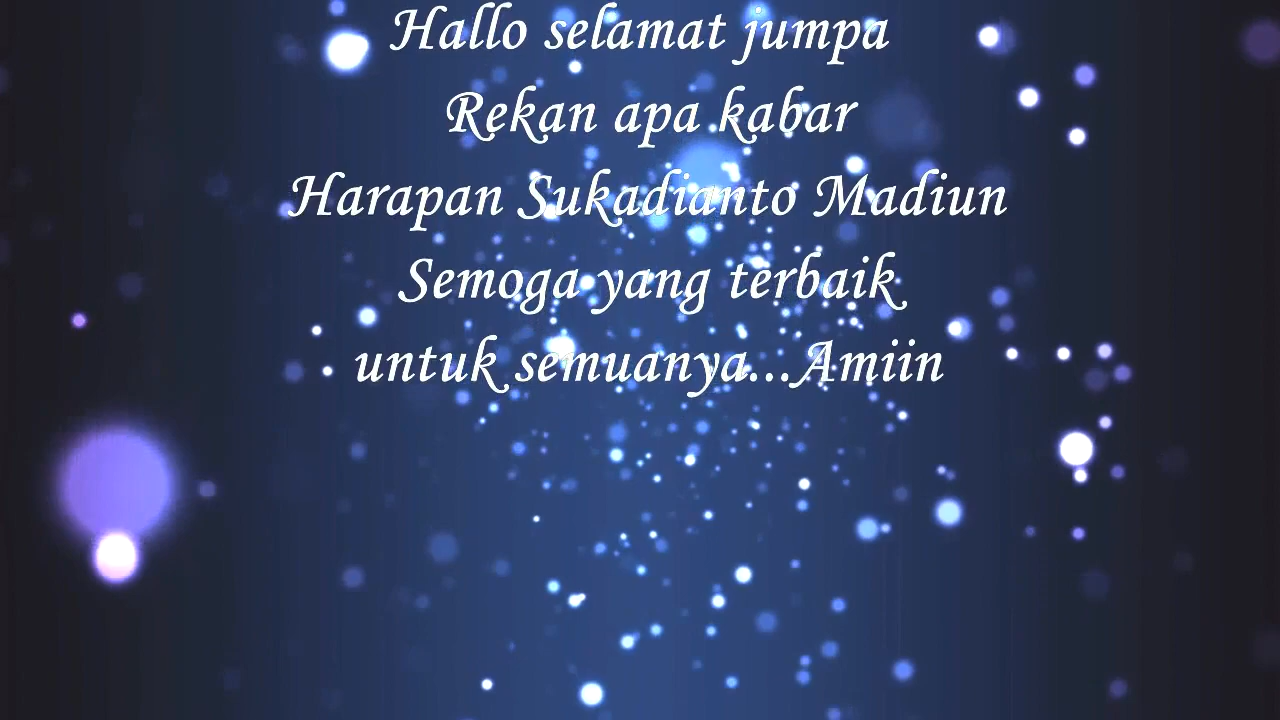 Hallo selamat jumpa
Rekan apa kabar
Harapan Sukadianto Madiun
Semoga yang terbaik
untuk semuanya...Amiin